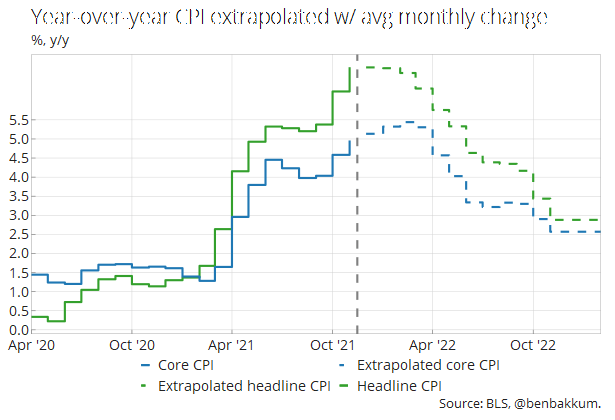 Year-over-year CPI extrapolated w/ avg monthly change
%, y/y
5.5
5.0
4.5
4.0
3.5
3.0
2.5
2.0
1.5
1.0
0.5
0.0
Apr '20 Oct '20 Apr '21 Oct '21 Apr '22 Oct '22
Core CPI Extrapolated core CPI
Extrapolated headline CPI Headline CPI
Source: BLS, @benbakkum.